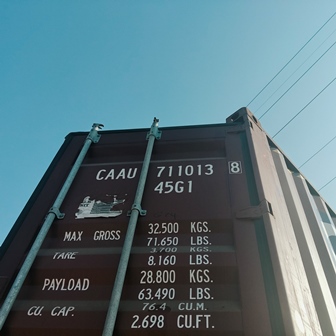 CAAU 711013 8
45G1
MAX GROSS 32.500 KGS.
71.650 LBS.
TARE 3.700 KGS.
8.160 LBS.
PAYLOAD 28.800 KGS.
63.490 LBS.
CU. CAP. 76.4 CU.M.
2.698 CU.FT.